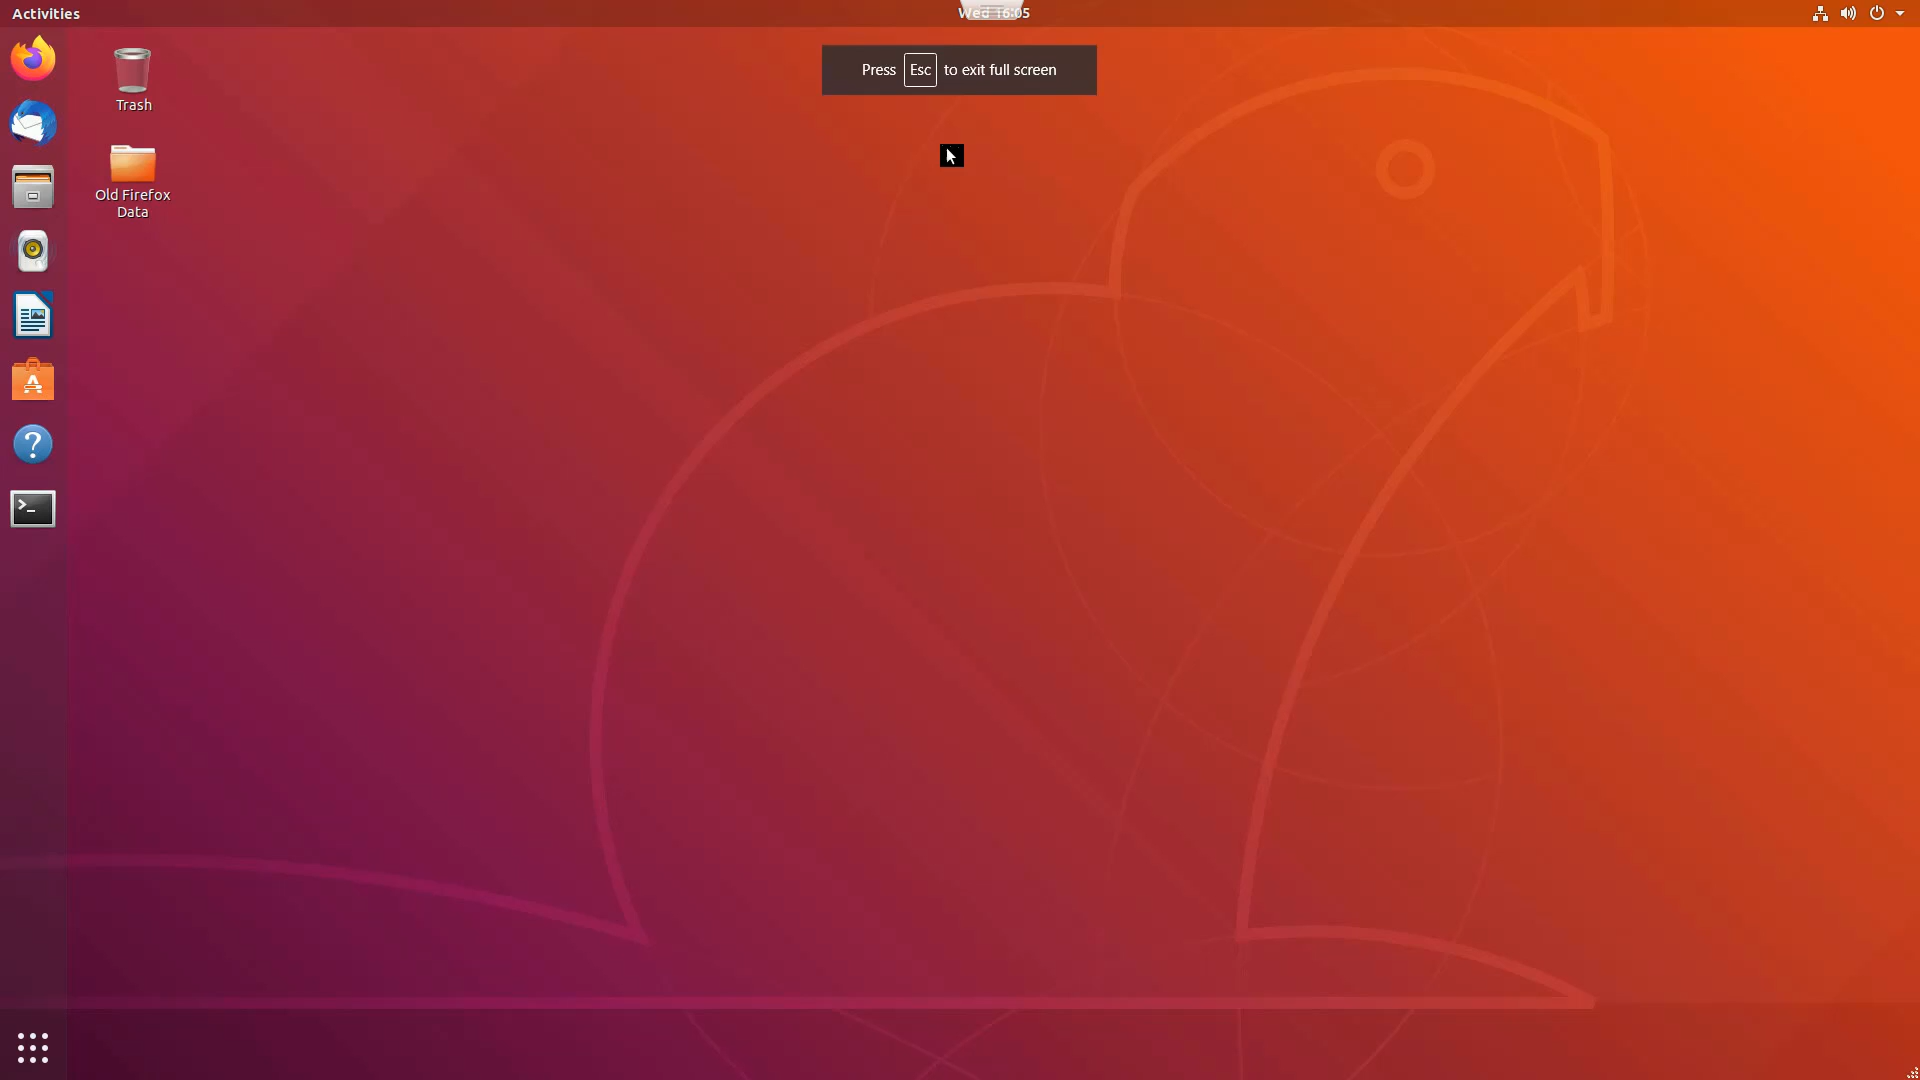 Activities
Wed 16:05
Press Esc to exit full screen
Trash
Old Firefox
Data